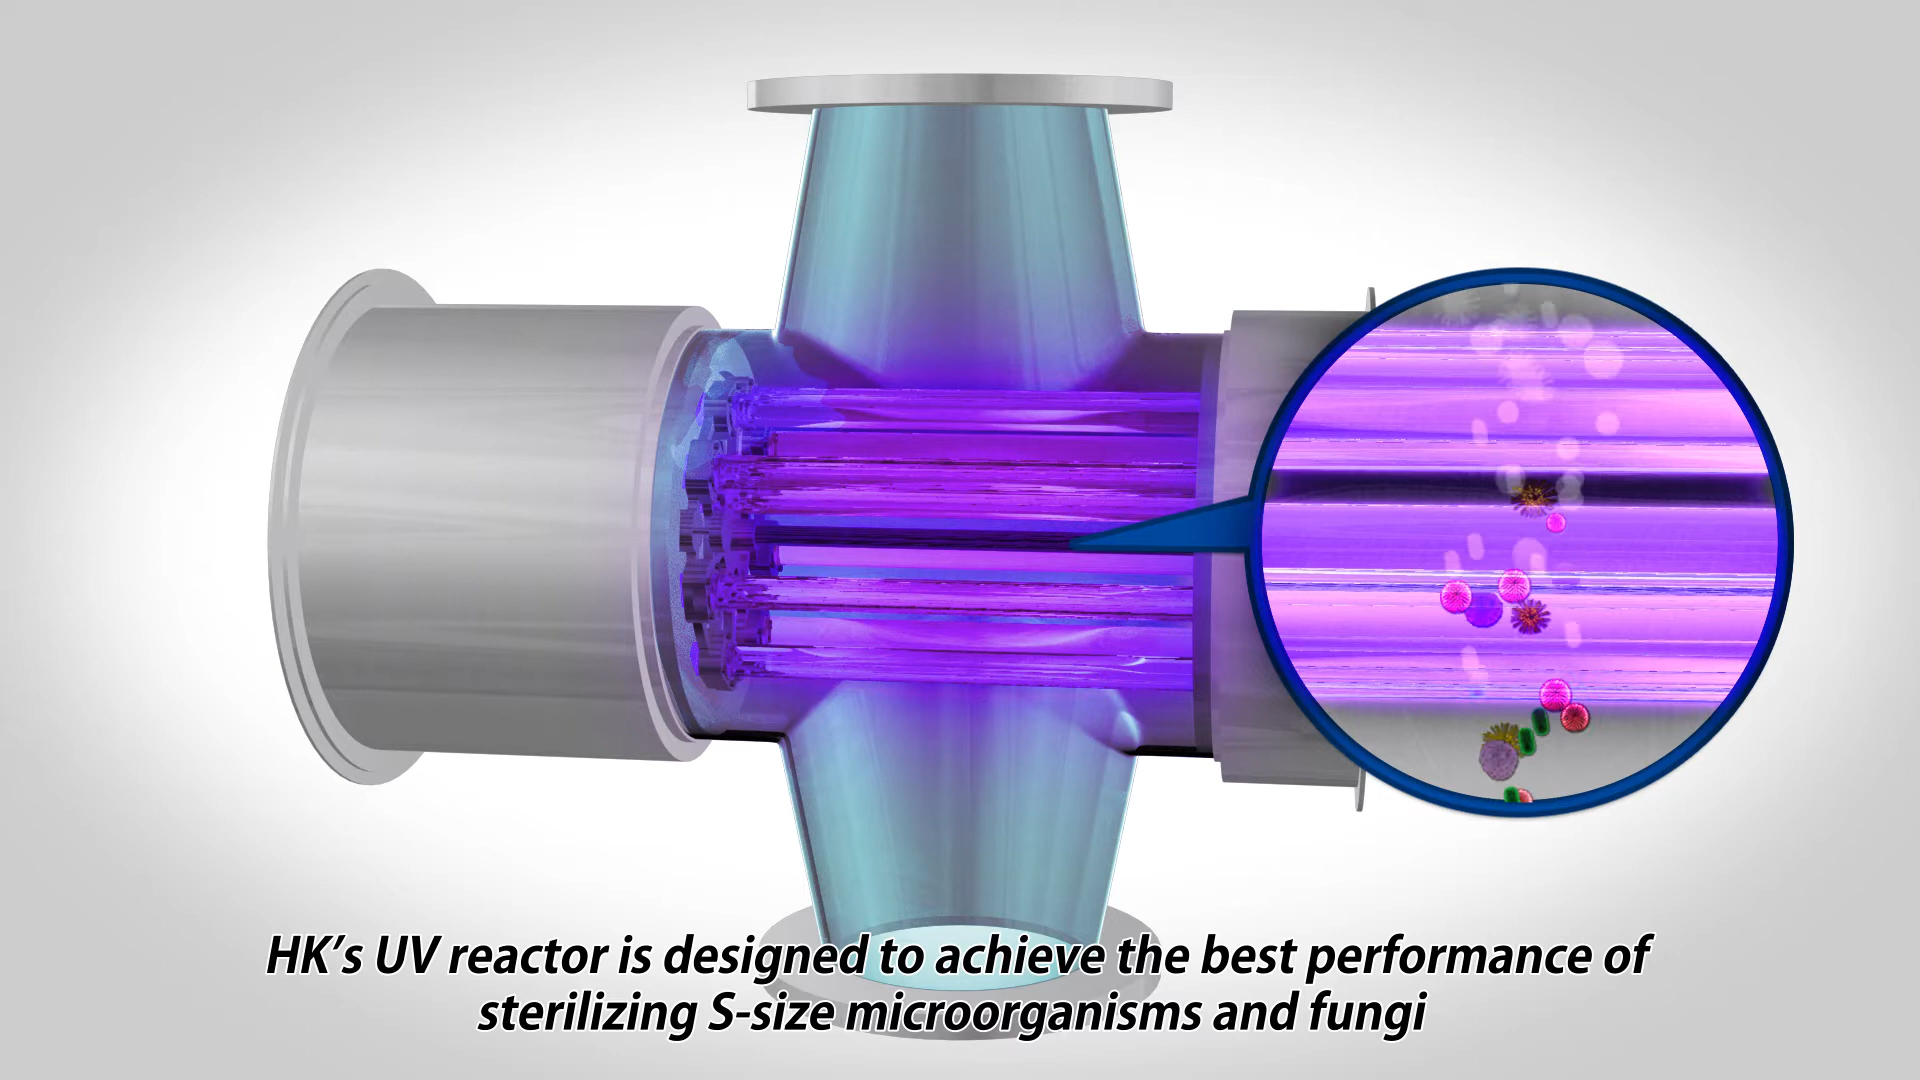 HK’s UV reactor is designed to achieve the best performance of
sterilizing S-size microorganisms and fungi